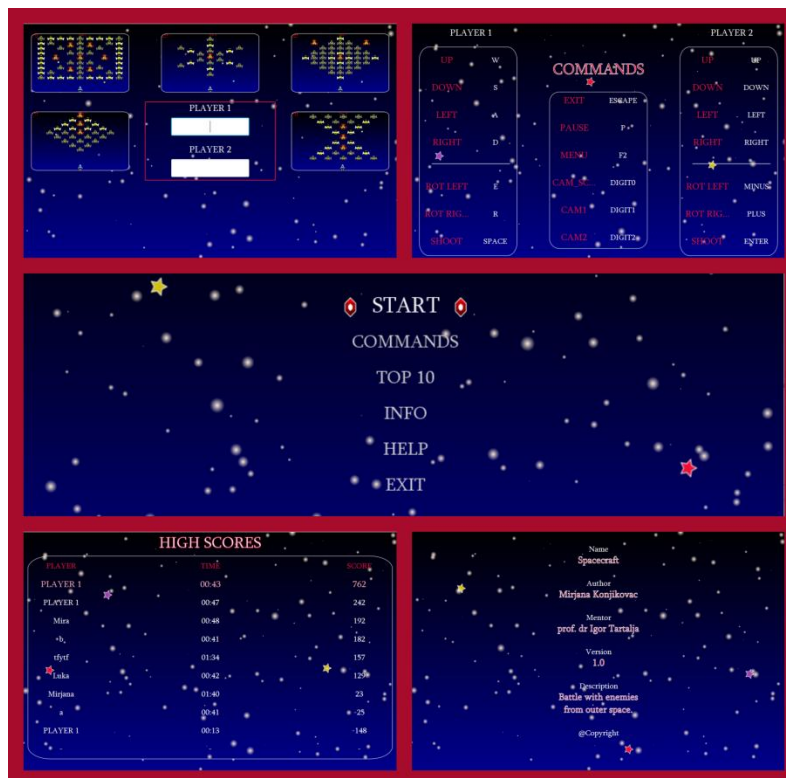 PLAYER 1
PLAYER 2
PLAYER 1
PLAYER 2
COMMANDS
UP W
DOWN S
LEFT A
RIGHT D
ROT LEFT E
ROT RIG... R
SHOOT SPACE
EXIT ESCAPE
PAUSE P
MENU F2
CAM_SC... DIGIT0
CAM1 DIGIT1
CAM2 DIGIT2
UP UP
DOWN DOWN
LEFT LEFT
RIGHT RIGHT
ROT LEFT MINUS
ROT RIG... PLUS
SHOOT ENTER
START
COMMANDS
TOP 10
INFO
HELP
EXIT
HIGH SCORES
PLAYER TIME SCORE
PLAYER 1 00:43 762
PLAYER 1 00:47 242
Mira 00:48 192
00:41 182
tfytf 01:34 157
Luka 00:42 129
Mirjana 01:40 23
a 00:41 -25
PLAYER 1 00:13 -148
Name
Spacecraft
Author
Mirjana Konjikovac
Mentor
prof. dr Igor Tartalja
Version
1.0
Description
Battle with enemies
from outer space.
@Copyright